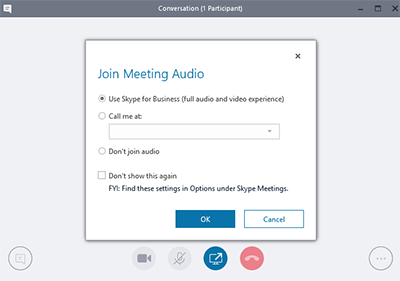 Conversation (1 Participant)
Join Meeting Audio
Use Skype for Business (full audio and video experience)
Call me at:
Don't join audio
Don't show this again
FYI: Find these settings in Options under Skype Meetings.
OK
Cancel